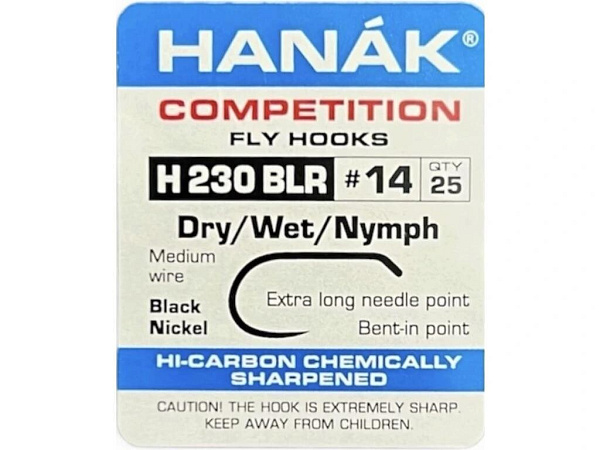 HANÁK®
COMPETITION
FLY HOOKS
H 230 BLR #14 QTY 25
Dry/Wet/Nymph
Medium
wire
Extra long needle point
Black
Nickel
Bent-in point
HI-CARBON CHEMICALLY
SHARPENED
CAUTION! THE HOOK IS EXTREMELY SHARP.
KEEP AWAY FROM CHILDREN.